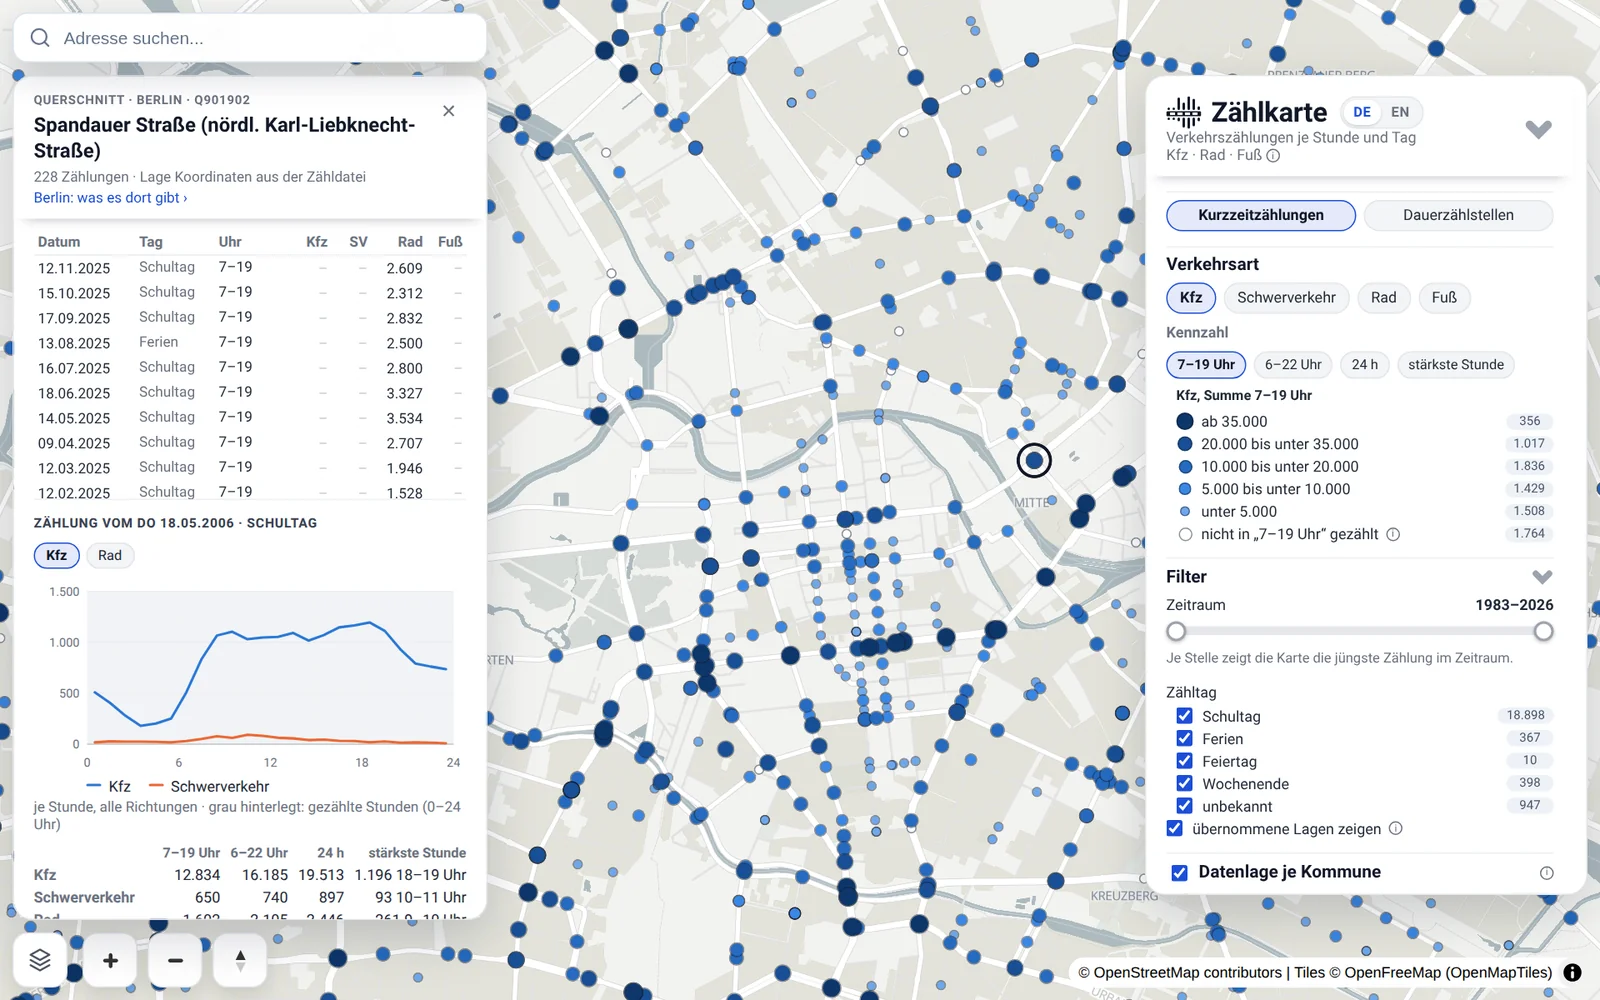 Adresse suchen...
QUERSCHNITT · BERLIN · Q901902
Spandauer Straße (nördl. Karl-Liebknecht-
Straße)
228 Zählungen · Lage Koordinaten aus der Zähldatei
Berlin: was es dort gibt ›
Datum Tag Uhr Kfz SV Rad Fuß
12.11.2025 Schultag 7–19 – – 2.609 –
15.10.2025 Schultag 7–19 – – 2.312 –
17.09.2025 Schultag 7–19 – – 2.832 –
13.08.2025 Ferien 7–19 – – 2.500 –
16.07.2025 Schultag 7–19 – – 2.800 –
18.06.2025 Schultag 7–19 – – 3.327 –
14.05.2025 Schultag 7–19 – – 3.534 –
09.04.2025 Schultag 7–19 – – 2.707 –
12.03.2025 Schultag 7–19 – – 1.946 –
12.02.2025 Schultag 7–19 – – 1.528 –
ZÄHLUNG VOM DO 18.05.2006 · SCHULTAG
Kfz Rad
1.500
1.000
500
0
0 6 12 18 24
Kfz Schwerverkehr
je Stunde, alle Richtungen · grau hinterlegt: gezählte Stunden (0–24
Uhr)
7–19 Uhr 6–22 Uhr 24 h stärkste Stunde
Kfz 12.834 16.185 19.513 1.196 18–19 Uhr
Schwerverkehr 650 740 897 93 10–11 Uhr
MITTE
KREUZBERG
RTEN
Zählkarte DE EN
Verkehrszählungen je Stunde und Tag
Kfz · Rad · Fuß
Kurzzeitzählungen Dauerzählstellen
Verkehrsart
Kfz Schwerverkehr Rad Fuß
Kennzahl
7–19 Uhr 6–22 Uhr 24 h stärkste Stunde
Kfz, Summe 7–19 Uhr
ab 35.000 356
20.000 bis unter 35.000 1.017
10.000 bis unter 20.000 1.836
5.000 bis unter 10.000 1.429
unter 5.000 1.508
nicht in „7–19 Uhr“ gezählt 1.764
Filter
Zeitraum 1983–2026
Je Stelle zeigt die Karte die jüngste Zählung im Zeitraum.
Zähltag
Schultag 18.898
Ferien 367
Feiertag 10
Wochenende 398
unbekannt 947
übernommene Lagen zeigen
Datenlage je Kommune
© OpenStreetMap contributors | Tiles © OpenFreeMap (OpenMapTiles)